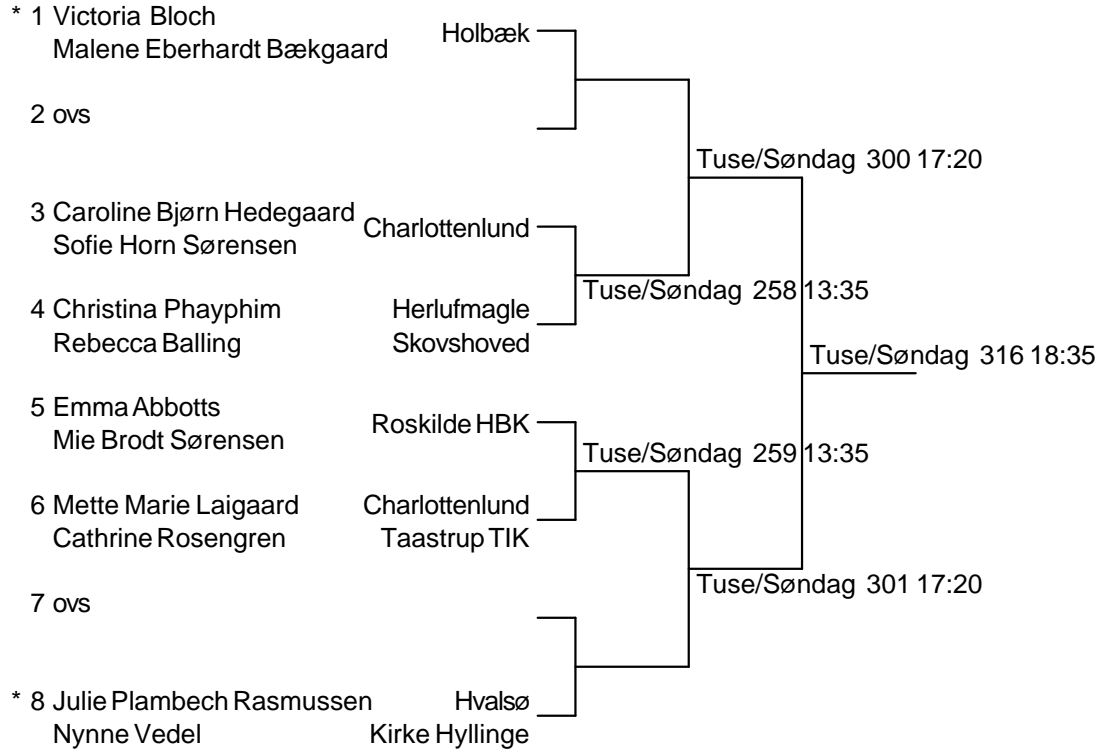 * 1 Victoria Bloch Holbæk
Malene Eberhardt Bækgaard
2 ovs
Tuse/Søndag 300 17:20
3 Caroline Bjørn Hedegaard Charlottenlund
Sofie Horn Sørensen
Tuse/Søndag 258 13:35
4 Christina Phayphim Herlufmagle
Rebecca Balling Skovshoved
Tuse/Søndag 316 18:35
5 Emma Abbotts Roskilde HBK
Mie Brodt Sørensen
Tuse/Søndag 259 13:35
6 Mette Marie Laigaard Charlottenlund
Cathrine Rosengren Taastrup TIK
Tuse/Søndag 301 17:20
7 ovs
* 8 Julie Plambech Rasmussen Hvalsø
Nynne Vedel Kirke Hyllinge